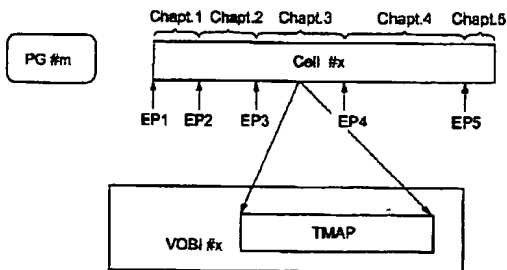 Chapt.1 Chapt.2 Chapt.3 Chapt.4 Chapt.5
PG #m
Cell #x
EP1 EP2 EP3 EP4 EP5
TMAP
VOBI #x